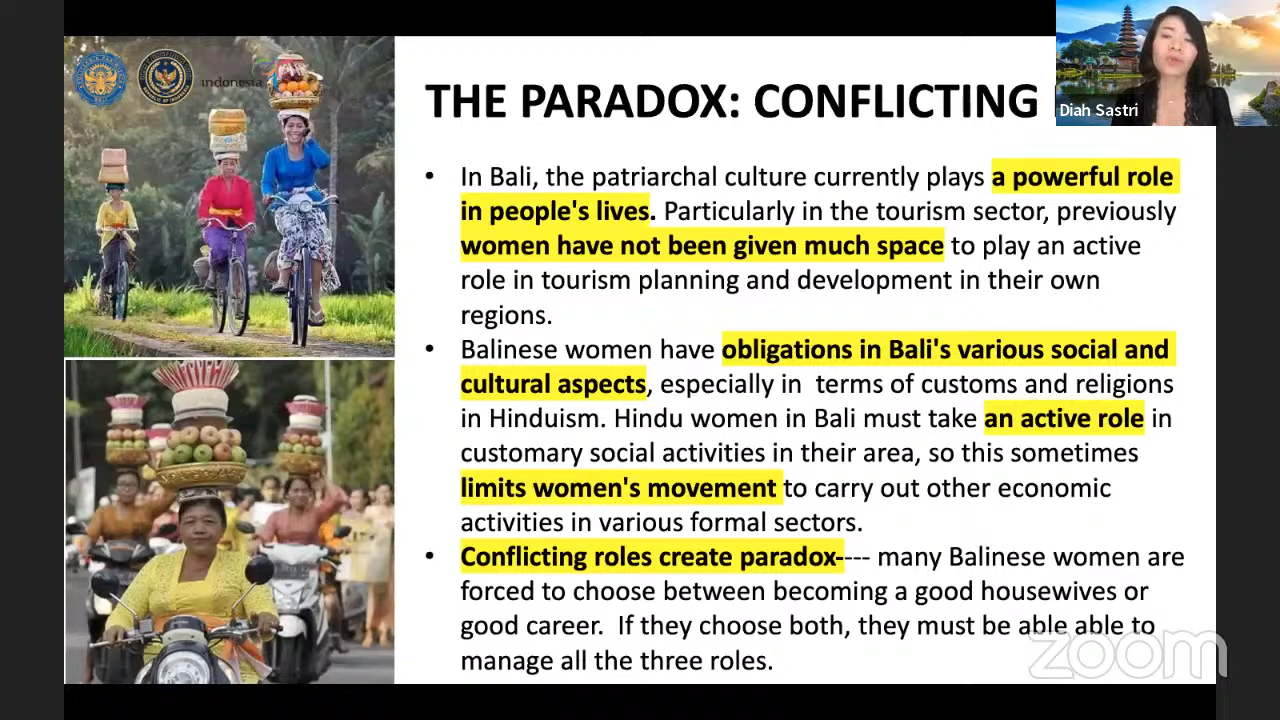 indonesia
THE PARADOX: CONFLICTING
Diah Sastri
• In Bali, the patriarchal culture currently plays a powerful role
in people's lives. Particularly in the tourism sector, previously
women have not been given much space to play an active
role in tourism planning and development in their own
regions.
• Balinese women have obligations in Bali's various social and
cultural aspects, especially in terms of customs and religions
in Hinduism. Hindu women in Bali must take an active role in
customary social activities in their area, so this sometimes
limits women's movement to carry out other economic
activities in various formal sectors.
• Conflicting roles create paradox---- many Balinese women are
forced to choose between becoming a good housewives or
good career. If they choose both, they must be able able to
manage all the three roles.
zoom